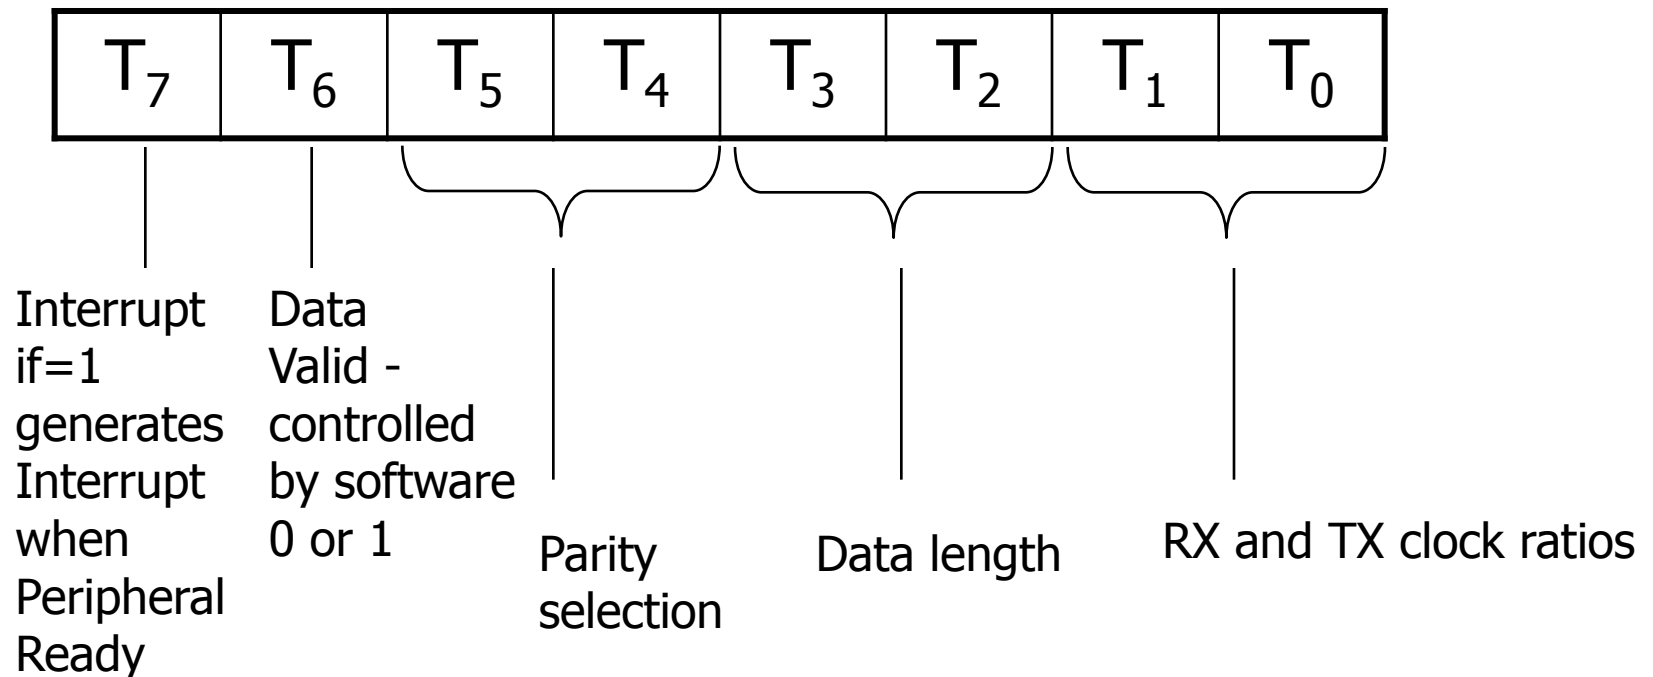 T₇ T₆ T₅ T₄ T₃ T₂ T₁ T₀
Interrupt
if=1
generates
Interrupt
when
Peripheral
Ready
Data
Valid -
controlled
by software
0 or 1
Parity
selection
Data length
RX and TX clock ratios